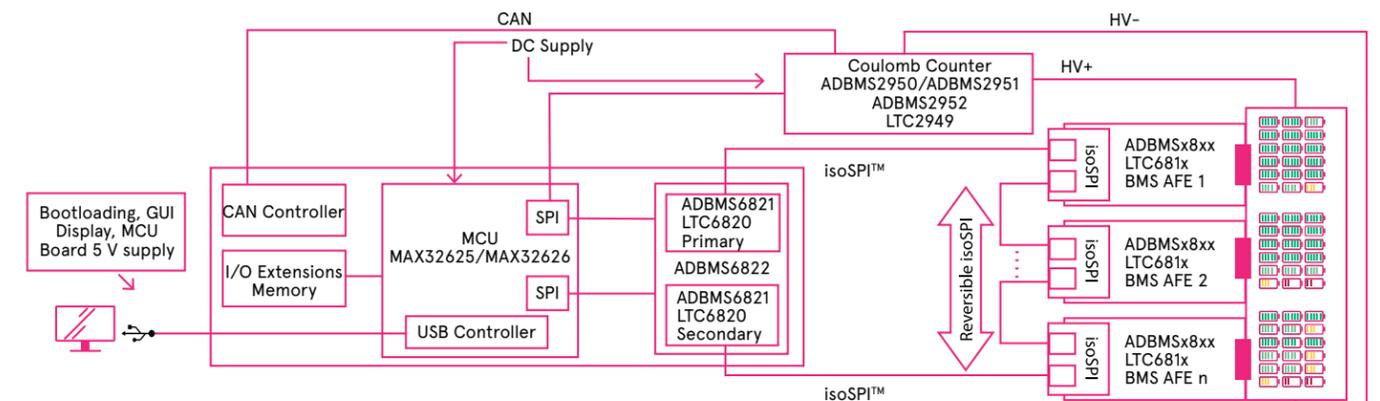 CAN
HV-
DC Supply
Coulomb Counter
ADBMS2950/ADBMS2951
ADBMS2952
LTC2949
HV+
isoSPI
ADBMSx8xx
LTC681x
BMS AFE 1
isoSPI™
Bootloading, GUI
Display, MCU
Board 5 V supply
CAN Controller
I/O Extensions
Memory
MCU
MAX32625/MAX32626
SPI
SPI
USB Controller
ADBMS6821
LTC6820
Primary
ADBMS6822
ADBMS6821
LTC6820
Secondary
Reversible isoSPI
isoSPI
ADBMSx8xx
LTC681x
BMS AFE 2
isoSPI
ADBMSx8xx
LTC681x
BMS AFE n
isoSPI™